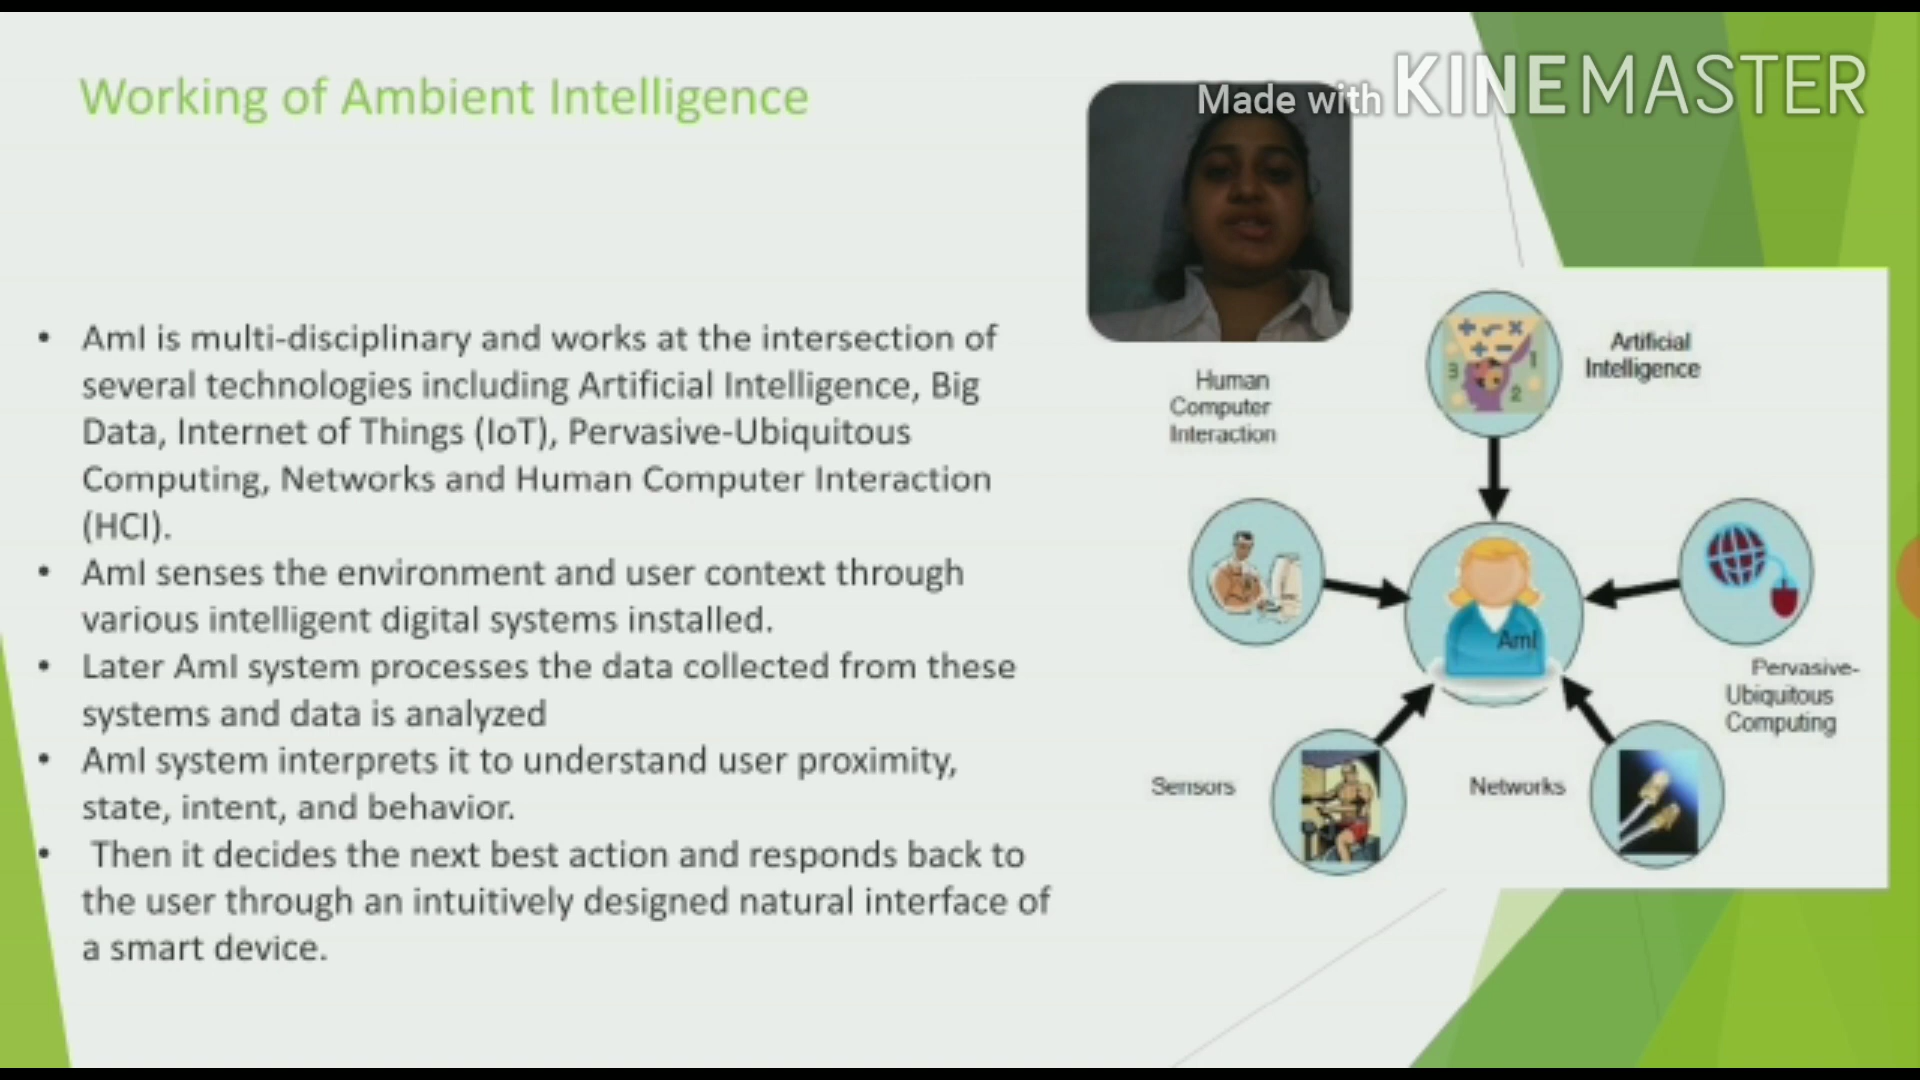 Working of Ambient Intelligence
Made with KINEMASTER
• AmI is multi-disciplinary and works at the intersection of
several technologies including Artificial Intelligence, Big
Data, Internet of Things (IoT), Pervasive-Ubiquitous
Computing, Networks and Human Computer Interaction
(HCI).
• AmI senses the environment and user context through
various intelligent digital systems installed.
• Later AmI system processes the data collected from these
systems and data is analyzed
• AmI system interprets it to understand user proximity,
state, intent, and behavior.
• Then it decides the next best action and responds back to
the user through an intuitively designed natural interface of
a smart device.
Artificial
Intelligence
Human
Computer
Interaction
1
3
2
AmI
Pervasive-
Ubiquitous
Computing
Sensors
Networks